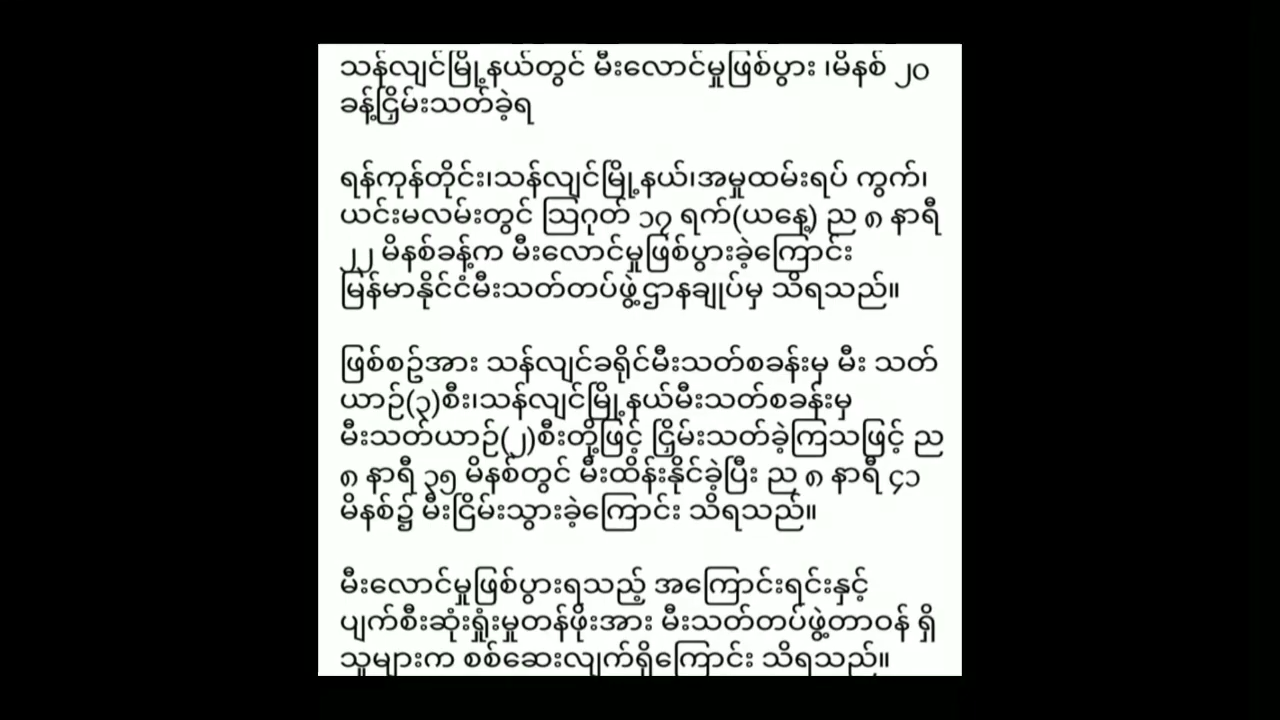 သန်လျင်မြို့နယ်တွင် မီးလောင်မှုဖြစ်ပွား ၊မိနစ် ၂၀
ခန့်ငြှိမ်းသတ်ခဲ့ရ
ရန်ကုန်တိုင်း၊သန်လျင်မြို့နယ်၊အမှုထမ်းရပ် ကွက်၊
ယင်းမလမ်းတွင် ဩဂုတ် ၁၇ ရက်(ယနေ့) ည ၈ နာရီ
၂၂ မိနစ်ခန့်က မီးလောင်မှုဖြစ်ပွားခဲ့ကြောင်း
မြန်မာနိုင်ငံမီးသတ်တပ်ဖွဲ့ဌာနချုပ်မှ သိရသည်။
ဖြစ်စဥ်အား သန်လျင်ခရိုင်မီးသတ်စခန်းမှ မီး သတ်
ယာဉ်(၃)စီး၊သန်လျင်မြို့နယ်မီးသတ်စခန်းမှ
မီးသတ်ယာဉ်(၂)စီးတို့ဖြင့် ငြှိမ်းသတ်ခဲ့ကြသဖြင့် ည
၈ နာရီ ၃၅ မိနစ်တွင် မီးထိန်းနိုင်ခဲ့ပြီး ည ၈ နာရီ ၄၁
မိနစ်၌ မီးငြိမ်းသွားခဲ့ကြောင်း သိရသည်။
မီးလောင်မှုဖြစ်ပွားရသည့် အကြောင်းရင်းနှင့်
ပျက်စီးဆုံးရှုံးမှုတန်ဖိုးအား မီးသတ်တပ်ဖွဲ့တာဝန် ရှိ
သူများက စစ်ဆေးလျက်ရှိကြောင်း သိရသည်။